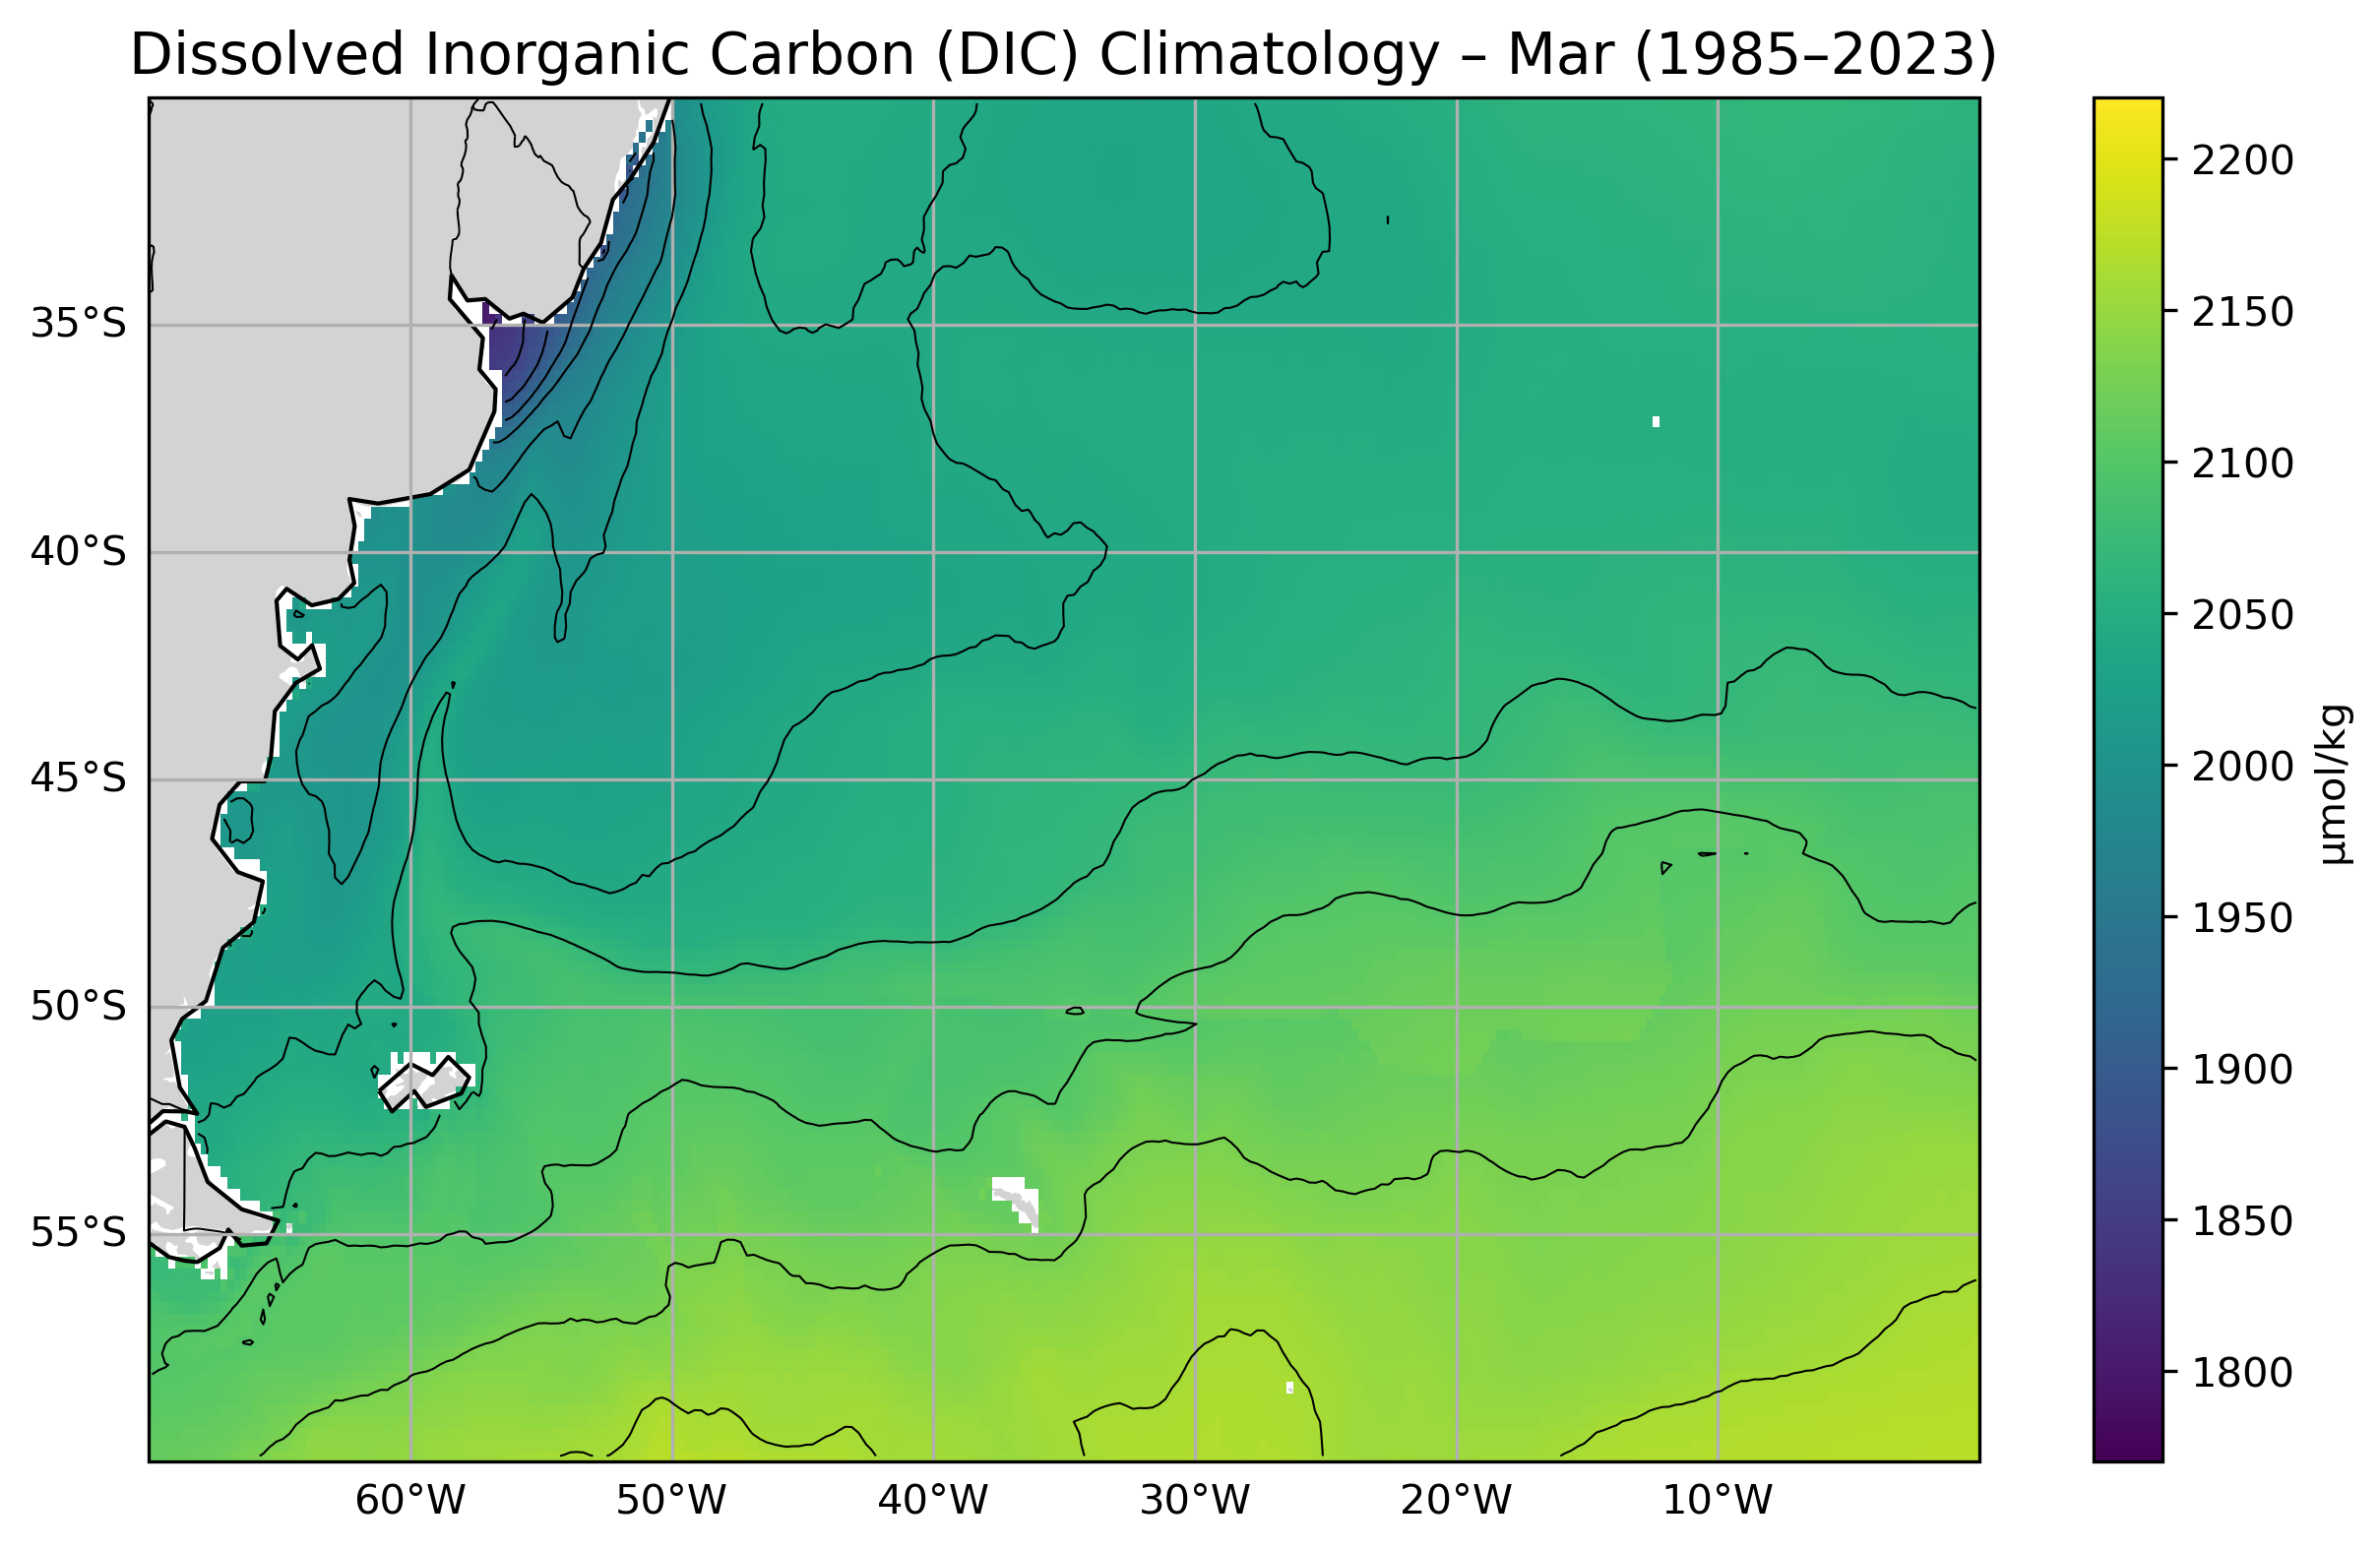 Dissolved Inorganic Carbon (DIC) Climatology – Mar (1985–2023)
35°S
40°S
45°S
50°S
55°S
60°W
50°W
40°W
30°W
20°W
10°W
2200
2150
2100
2050
2000
1950
1900
1850
1800
µmol/kg